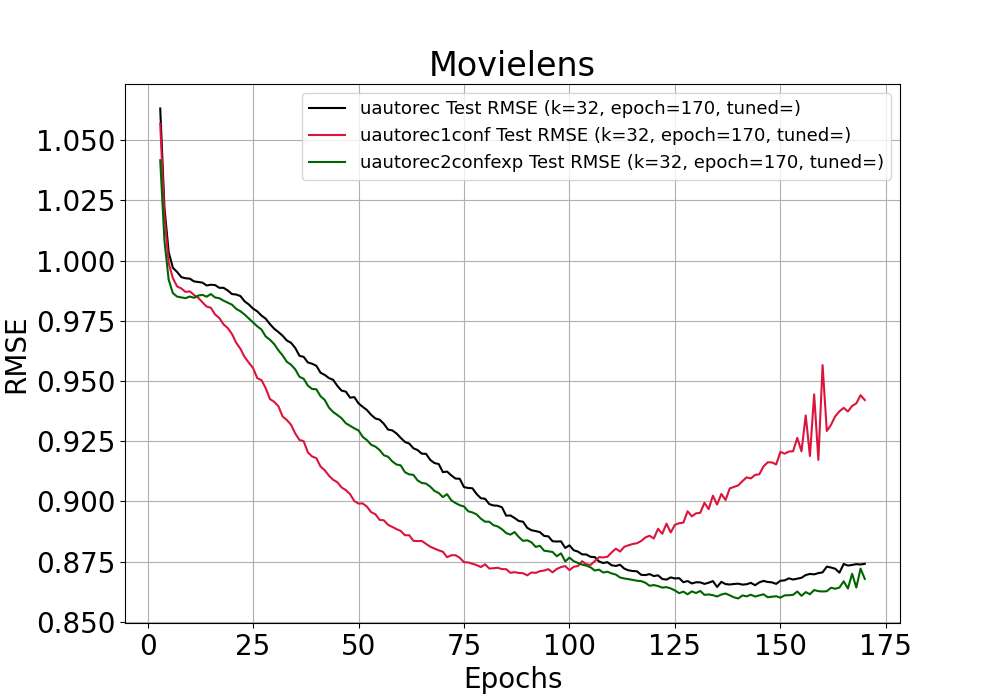 Movielens
uautorec Test RMSE (k=32, epoch=170, tuned=)
uautorec1conf Test RMSE (k=32, epoch=170, tuned=)
uautorec2confexp Test RMSE (k=32, epoch=170, tuned=)
1.050
1.025
1.000
0.975
0.950
0.925
0.900
0.875
0.850
RMSE
0 25 50 75 100 125 150 175
Epochs